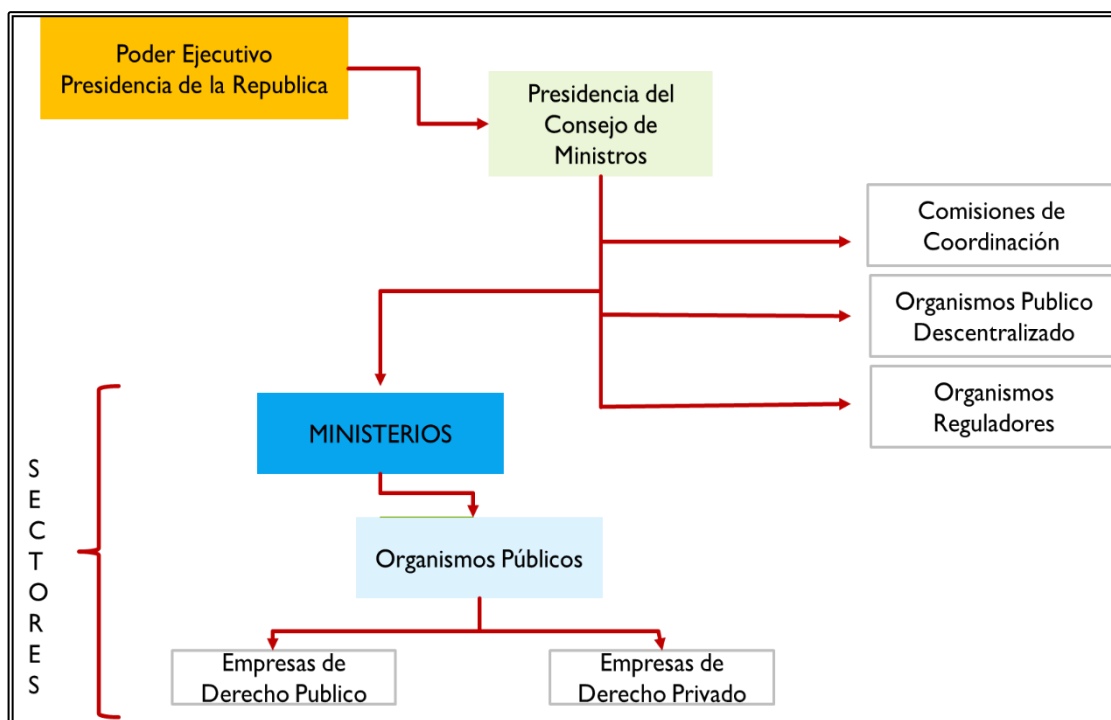 Poder Ejecutivo
Presidencia de la Republica
Presidencia del
Consejo de
Ministros
Comisiones de
Coordinación
Organismos Publico
Descentralizado
Organismos
Reguladores
MINISTERIOS
Organismos Públicos
Empresas de
Derecho Publico
Empresas de
Derecho Privado
S
E
C
T
O
R
E
S